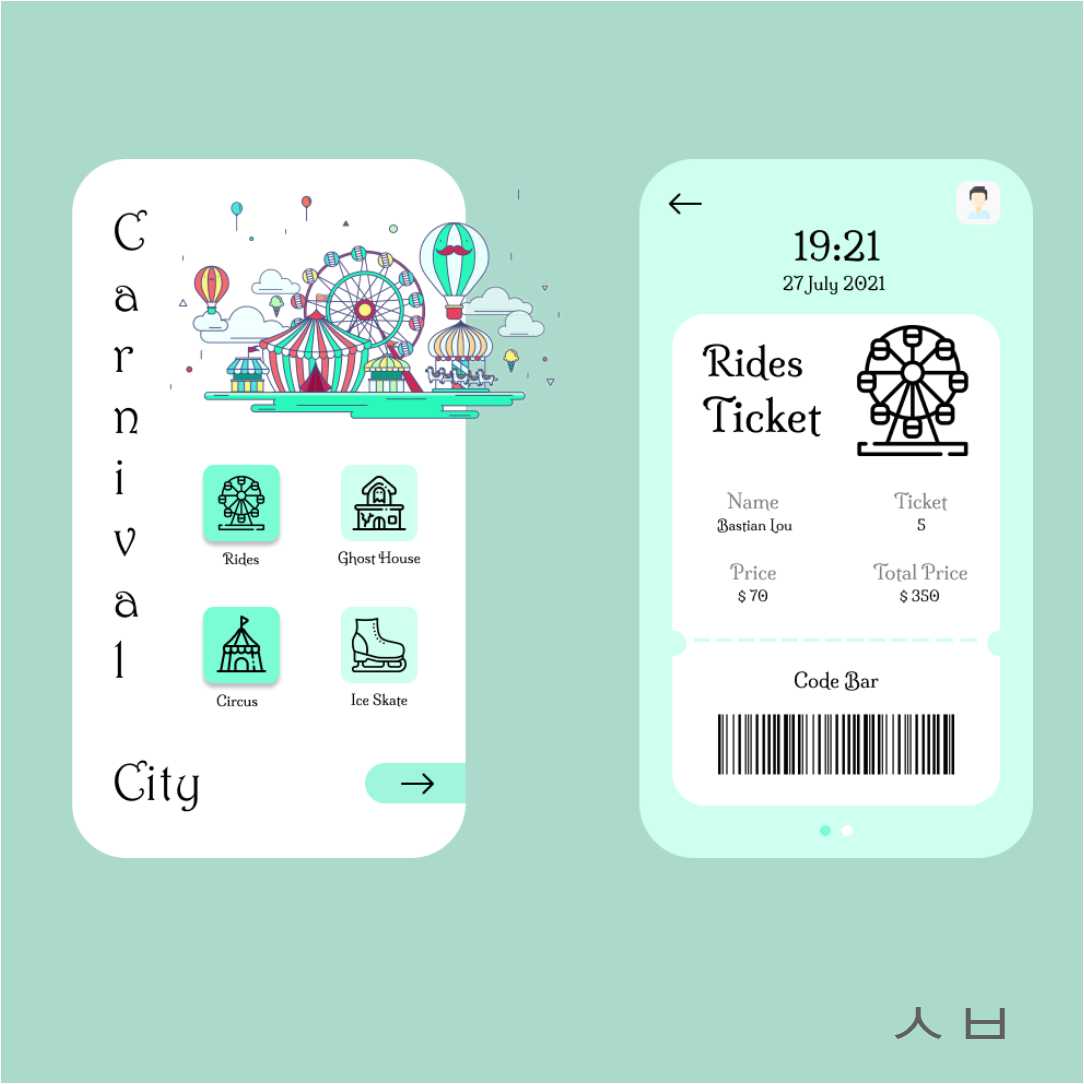 Carnival
City
Rides
Ghost House
Circus
Ice Skate
19:21
27 July 2021
Rides
Ticket
Name
Ticket
Bastian Lou
5
Price
Total Price
$ 70
$ 350
Code Bar
ㅅ ㅂ